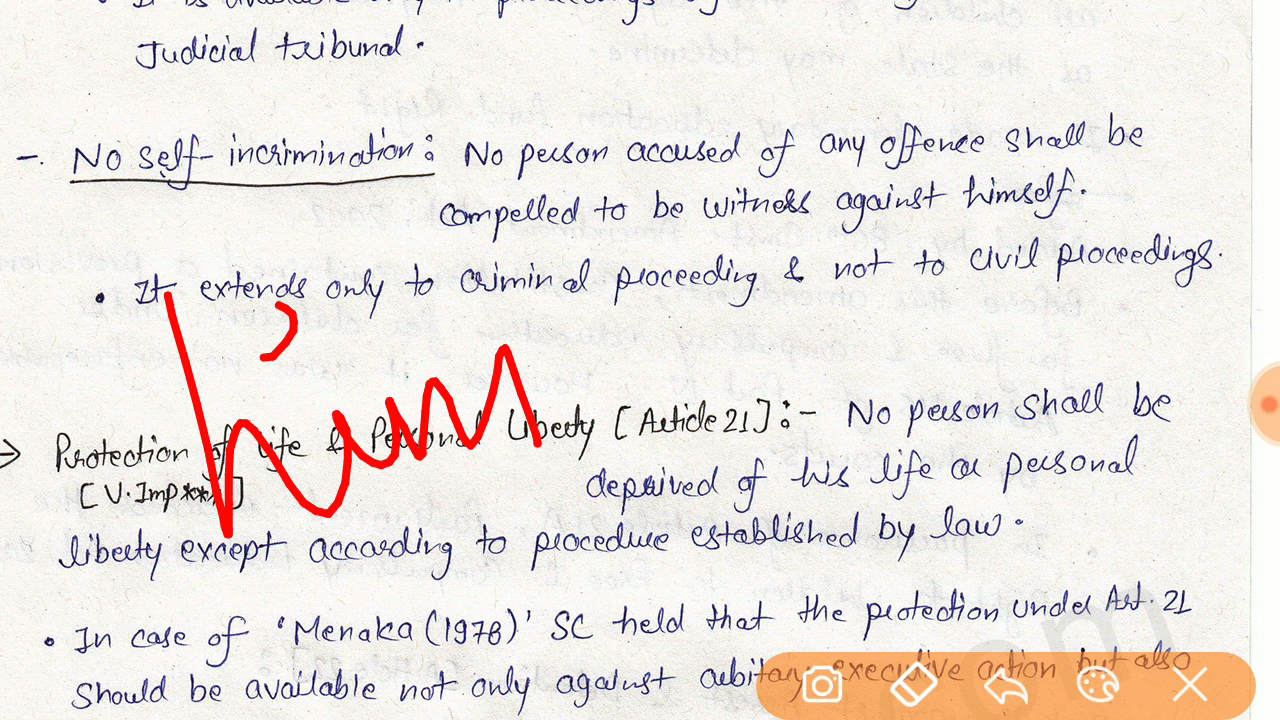 Judicial tribunal.
- No self-incrimination: No person accused of any offence shall be
compelled to be witness against himself.
• It extends only to criminal proceeding & not to civil proceedings.
→ Protection of life & Personal Liberty [Article 21]:- No person shall be
[V.Imp***] deprived of his life or personal
liberty except according to procedure established by law.
• In case of 'Menaka (1978)' SC held that the protection under Art. 21
should be available not only against arbitary executive action but also